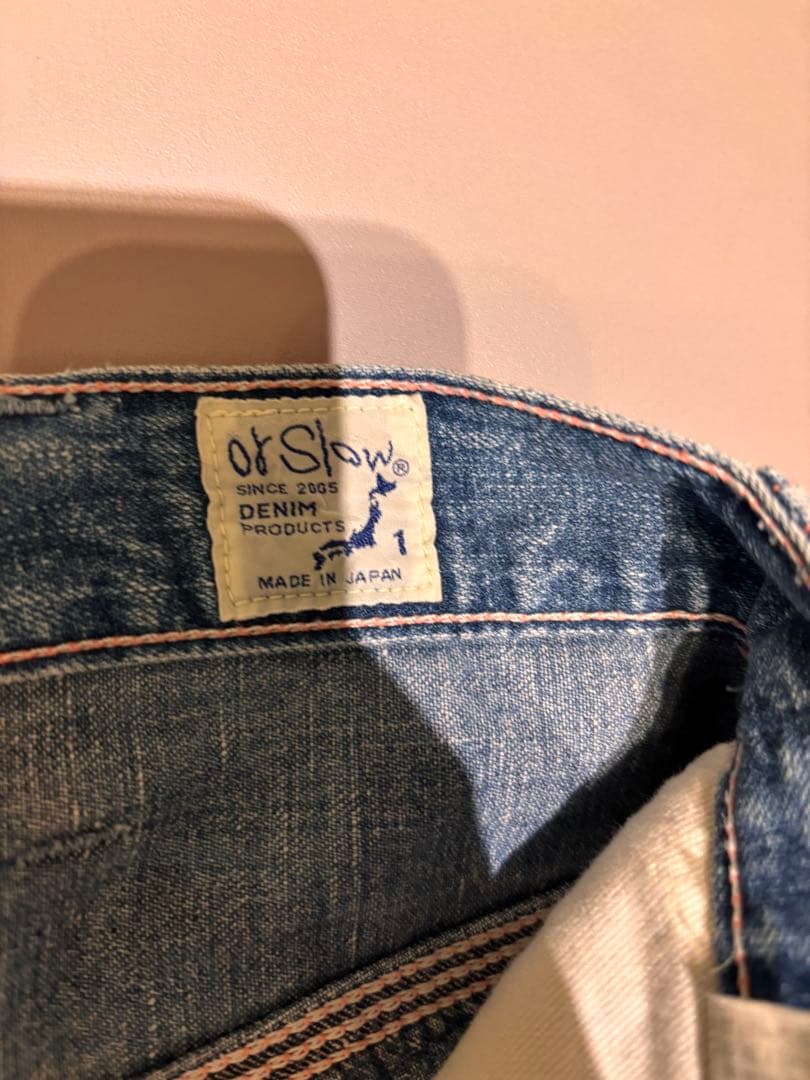 orSlow®
SINCE 2005
DENIM
PRODUCTS
1
MADE IN JAPAN